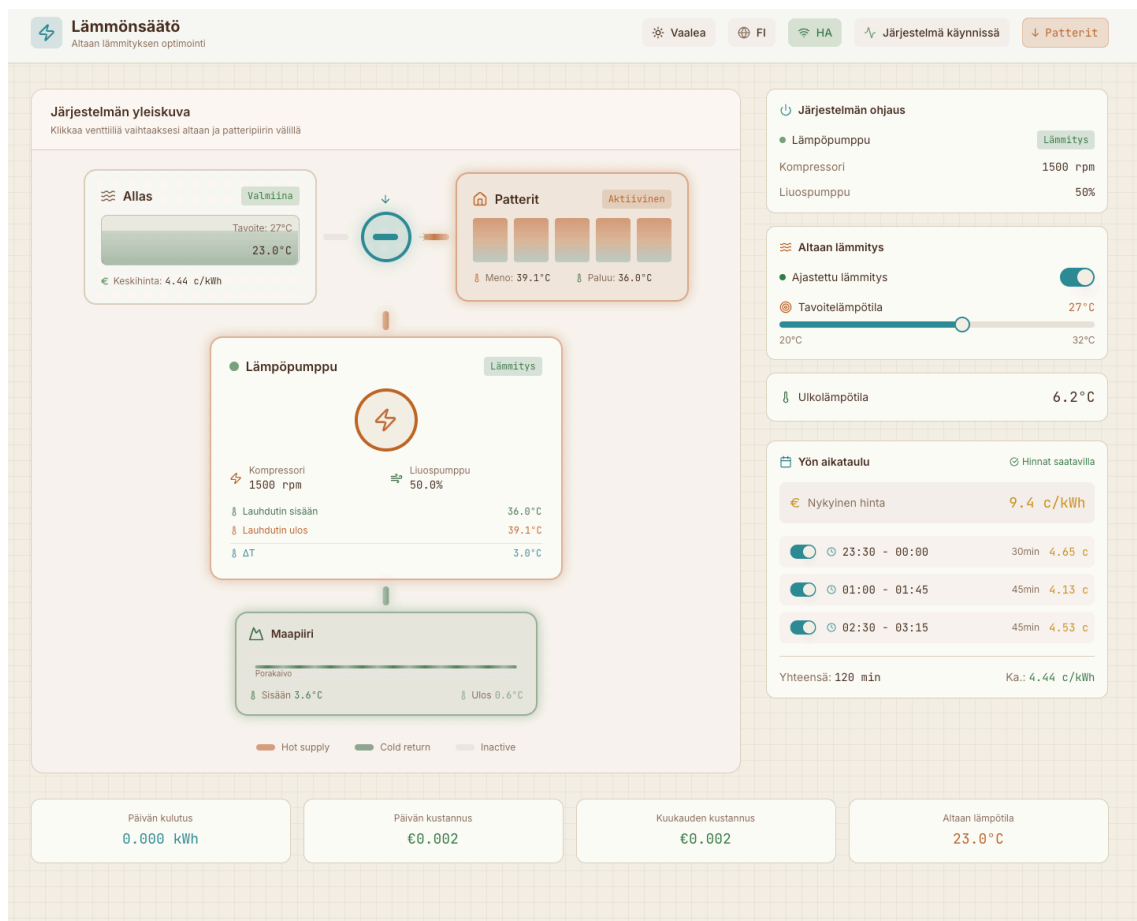 Lämmönsäätö
Altaan lämmityksen optimointi
Vaalea
FI
HA
Järjestelmä käynnissä
↓ Patterit
Järjestelmän yleiskuva
Klikkaa venttiiliä vaihtaaksesi altaan ja patteripiirin välillä
Allas
Valmiina
Tavoite: 27°C
23.0°C
€ Keskihinta: 4.44 c/kWh
↓
Patterit
Aktiivinen
Meno: 39.1°C
Paluu: 36.0°C
Lämpöpumppu
Lämmitys
Kompressori
1500 rpm
Liuospumppu
50.0%
Lauhdutin sisään 36.0°C
Lauhdutin ulos 39.1°C
ΔT 3.0°C
Maapiiri
Porakaivo
Sisään 3.6°C
Ulos 0.6°C
Hot supply
Cold return
Inactive
Järjestelmän ohjaus
Lämpöpumppu Lämmitys
Kompressori 1500 rpm
Liuospumppu 50%
Altaan lämmitys
Ajastettu lämmitys
Tavoitelämpötila 27°C
20°C 32°C
Ulkolämpötila 6.2°C
Yön aikataulu
Hinnat saatavilla
€ Nykyinen hinta 9.4 c/kWh
23:30 - 00:00 30min 4.65 c
01:00 - 01:45 45min 4.13 c
02:30 - 03:15 45min 4.53 c
Yhteensä: 120 min Ka.: 4.44 c/kWh
Päivän kulutus
0.000 kWh
Päivän kustannus
€0.002
Kuukauden kustannus
€0.002
Altaan lämpötila
23.0°C